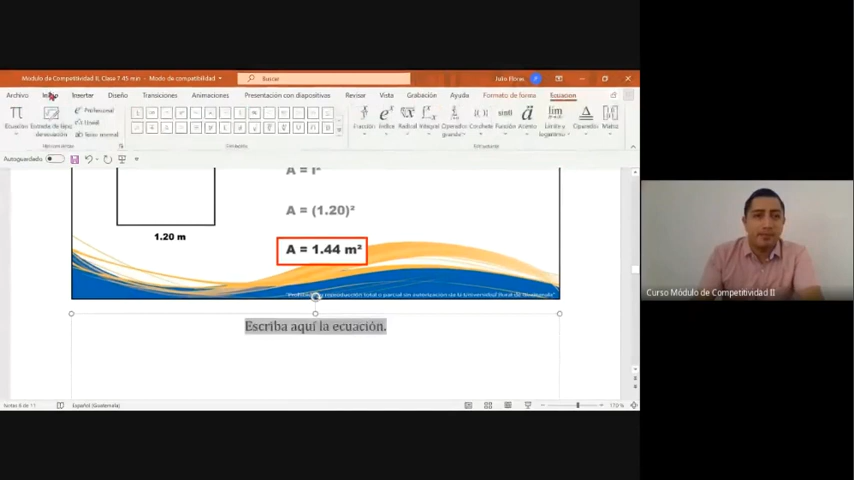 Módulo de Competitividad II, Clase 7 45 min - Modo de compatibilidad
Buscar
Julio Eloras
Archivo Inicio Insertar Diseño Transiciones Animaciones Presentación con diapositivas Revisar Vista Grabación Ayuda Formato de forma Ecuación
Profesional
Lineal
Texto normal
Ecuación
Fracción Índice Radical Integral Operador grande Corchete Función Acento Límite y logaritmo Operador Matriz
Estructuras
Autoguardado
A = l²
A = (1.20)²
1.20 m
A = 1.44 m²
Escriba aquí la ecuación.
Español (Guatemala)
170 %
Curso Módulo de Competitividad II